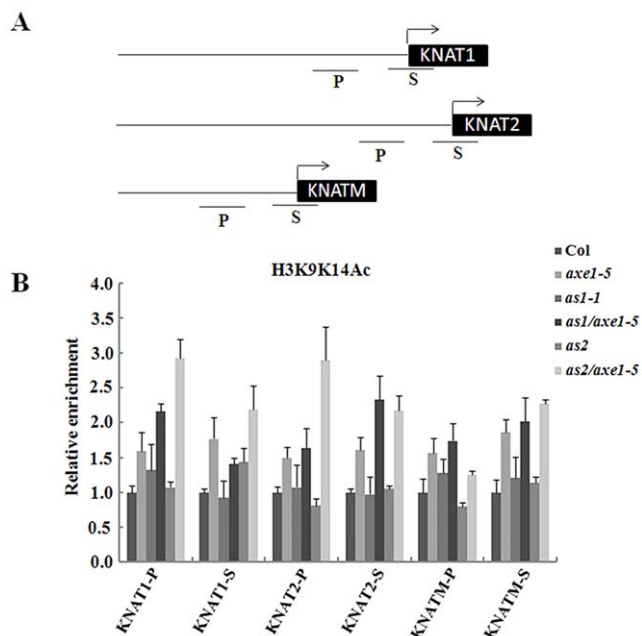 A
KNAT1
P
S
KNAT2
P
S
KNATM
P
S
B
H3K9K14Ac
Col
axe1-5
as1-1
as1/axe1-5
as2
as2/axe1-5
Relative enrichment
4.0
3.5
3.0
2.5
2.0
1.5
1.0
0.5
0.0
KNAT1-P
KNAT1-S
KNAT2-P
KNAT2-S
KNATM-P
KNATM-S